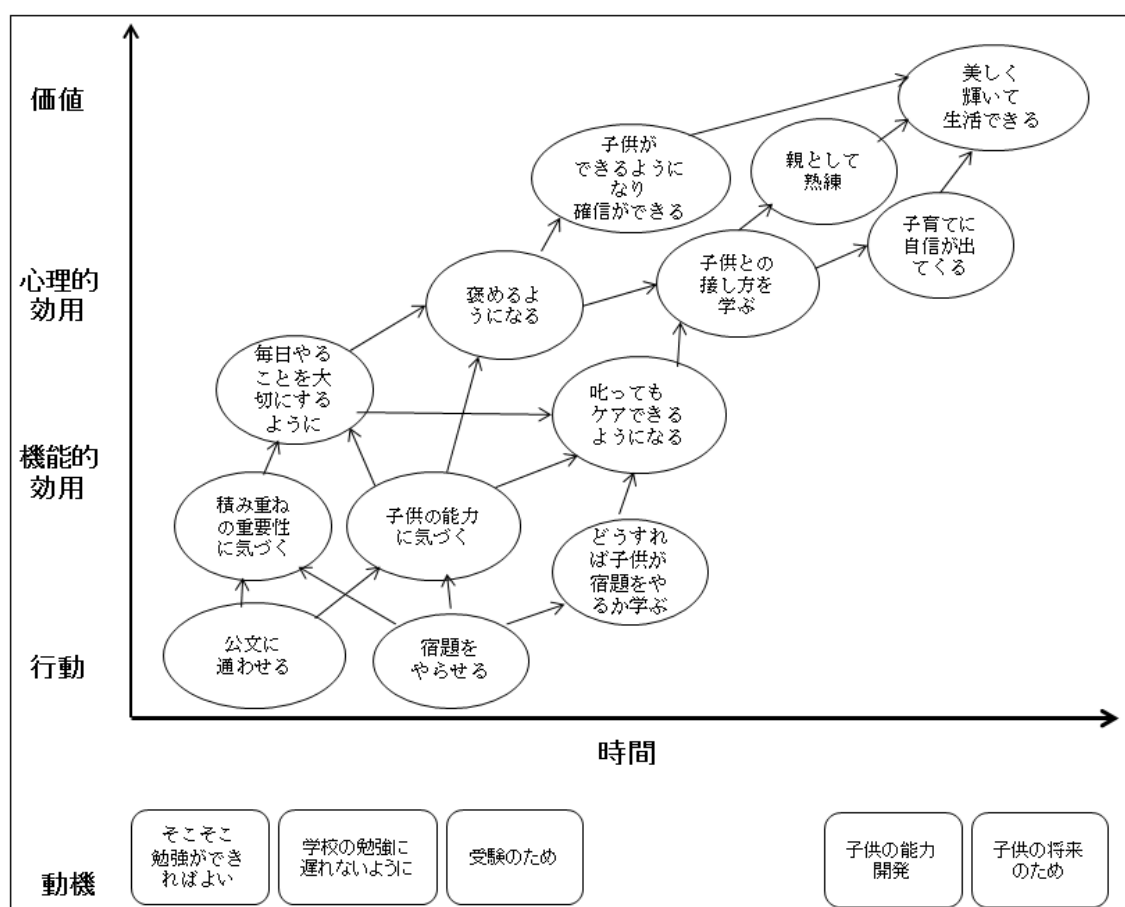 価値
美しく
輝いて
生活できる
子供が
できるように
なり
確信ができる
親として
熟練
子育てに
自信が出
てくる
心理的
効用
褒めるよ
うになる
子供との
接し方を
学ぶ
毎日やる
ことを大
切にする
ように
叱っても
ケアできる
ようになる
機能的
効用
積み重ね
の重要性
に気づく
子供の能力
に気づく
どうすれ
ば子供が
宿題をや
るか学ぶ
行動
公文に
通わせる
宿題を
やらせる
時間
動機
そこそこ
勉強ができ
ればよい
学校の勉強に
遅れないように
受験のため
子供の能力
開発
子供の将来
のため